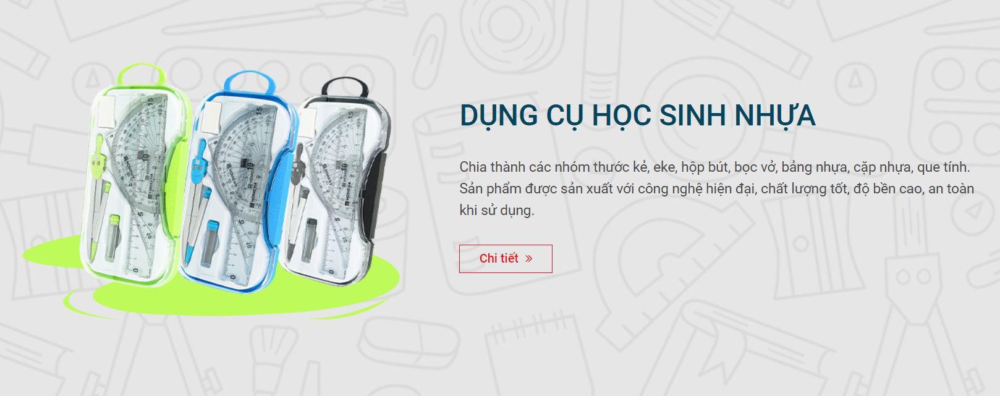 DỤNG CỤ HỌC SINH NHỰA
Chia thành các nhóm thước kẻ, eke, hộp bút, bọc vở, bảng nhựa, cặp nhựa, que tính.
Sản phẩm được sản xuất với công nghệ hiện đại, chất lượng tốt, độ bền cao, an toàn
khi sử dụng.
Chi tiết »